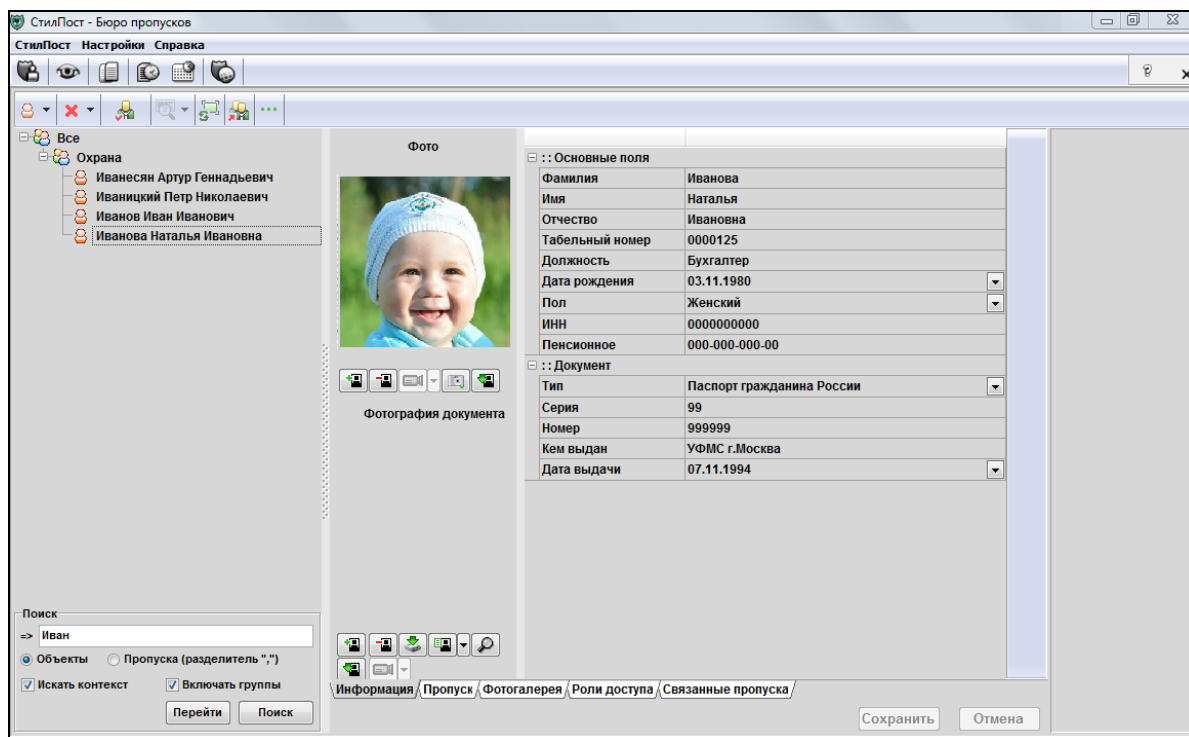 СтилПост - Бюро пропусков
СтилПост Настройки Справка
Все
Охрана
Иванесян Артур Геннадьевич
Иваницкий Петр Николаевич
Иванов Иван Иванович
Иванова Наталья Ивановна
Фото
Фотография документа
:: Основные поля
Фамилия Иванова
Имя Наталья
Отчество Ивановна
Табельный номер 0000125
Должность Бухгалтер
Дата рождения 03.11.1980
Пол Женский
ИНН 0000000000
Пенсионное 000-000-000-00
:: Документ
Тип Паспорт гражданина России
Серия 99
Номер 999999
Кем выдан УФМС г.Москва
Дата выдачи 07.11.1994
Поиск
=> Иван
Объекты Пропуска (разделитель ",")
Искать контекст Включать группы
Перейти Поиск
Информация Пропуск Фотогалерея Роли доступа Связанные пропуска
Сохранить Отмена